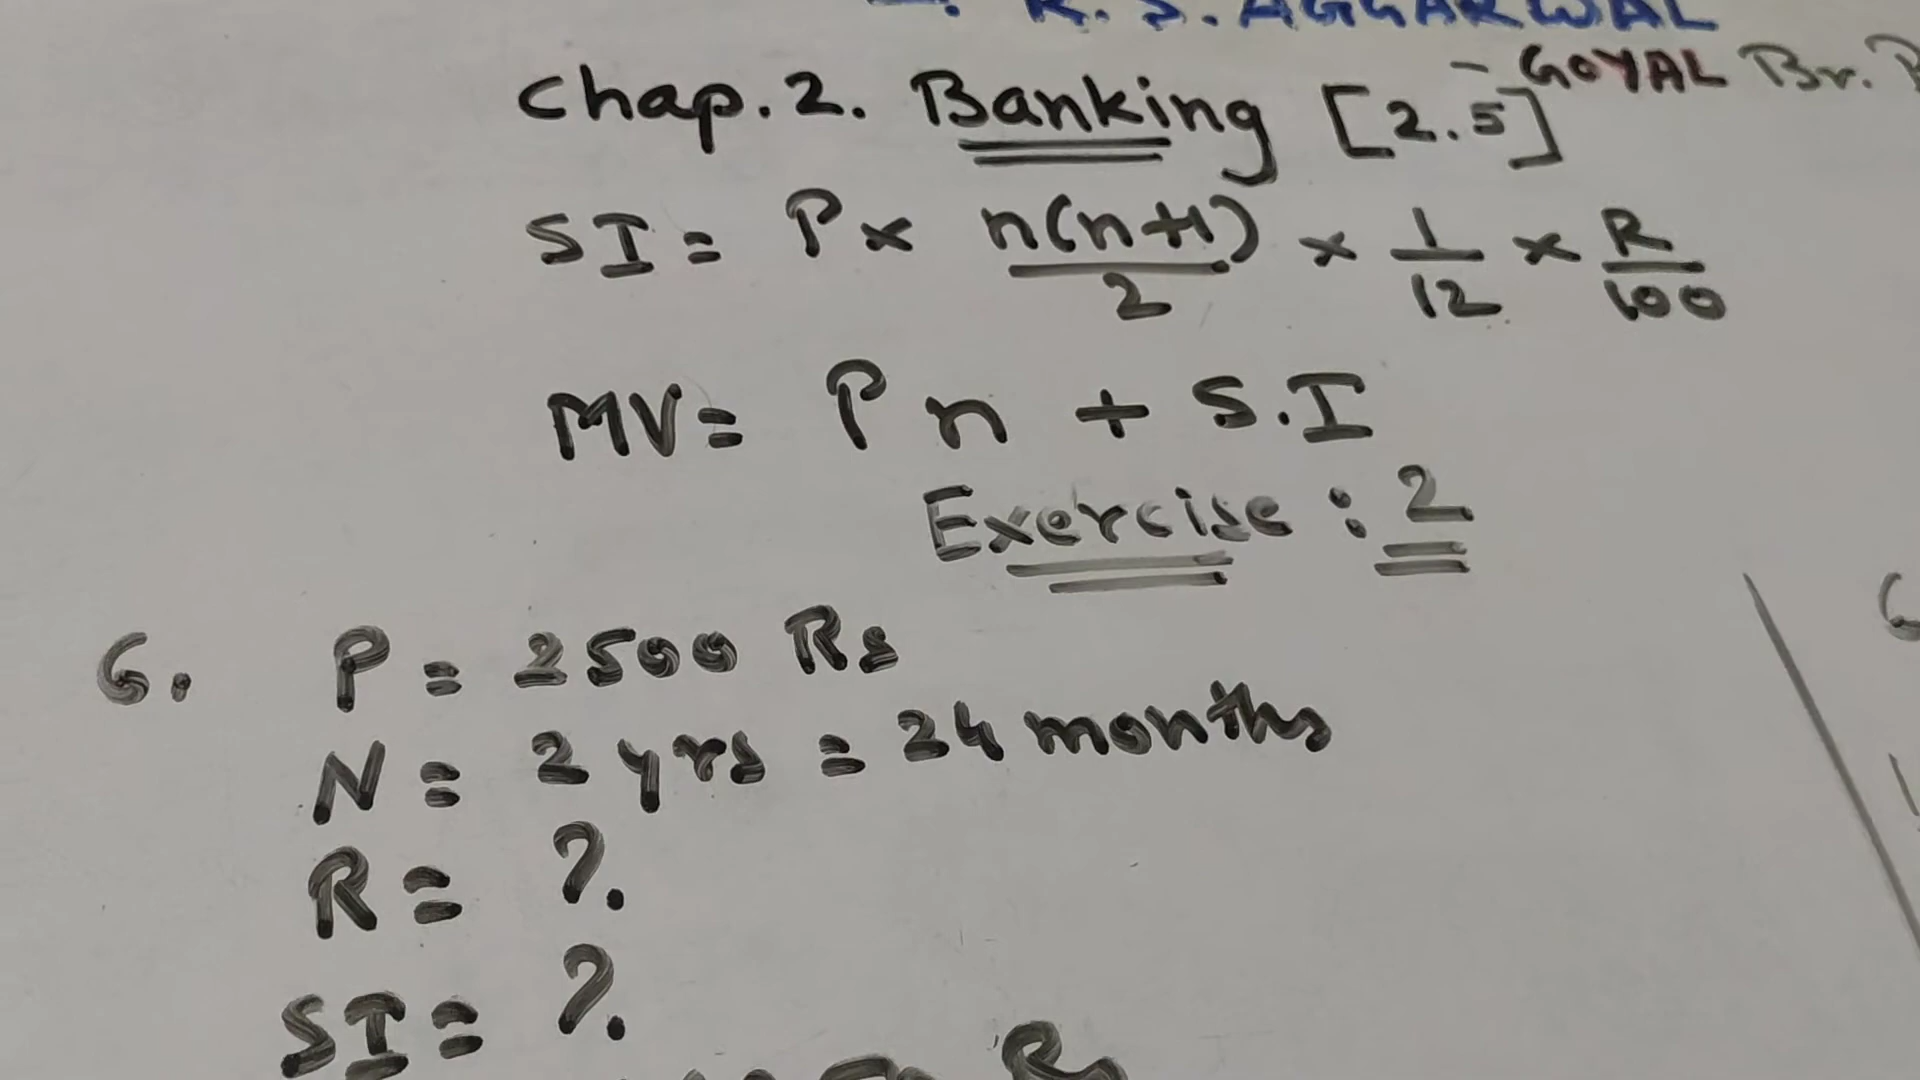 R. S. AGGARWAL
- GOYAL Br.
Chap. 2. Banking [2.5]
SI = P × n(n+1)/2 × 1/12 × R/100
MV = P n + S.I
Exercise : 2
6. P = 2500 Rs
N = 2 yrs = 24 months
R = ?
SI = ?